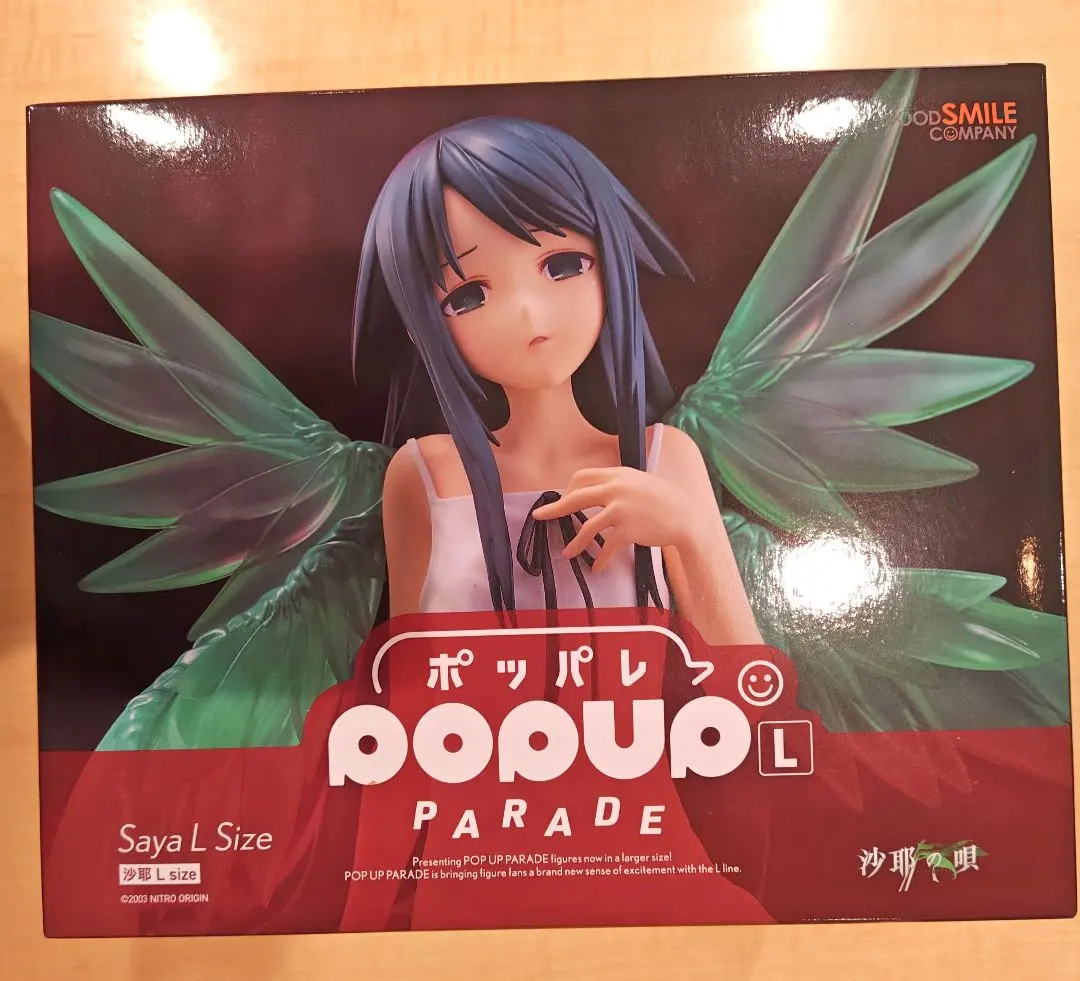 SMILE
COMPANY
ポッパレ
POPUP
L
PARADE
Saya L Size
沙耶 L size
©2003 NITRO ORIGIN
Presenting POP UP PARADE figures now in a larger size!
POP UP PARADE is bringing figure fans a brand new sense of excitement with the L line.
沙耶の唄